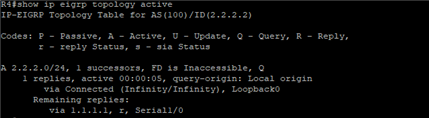 R4#show ip eigrp topology active
IP-EIGRP Topology Table for AS(100)/ID(2.2.2.2)
Codes: P - Passive, A - Active, U - Update, Q - Query, R - Reply,
r - reply Status, s - sia Status
A 2.2.2.0/24, 1 successors, FD is Inaccessible, Q
1 replies, active 00:00:05, query-origin: Local origin
via Connected (Infinity/Infinity), Loopback0
Remaining replies:
via 1.1.1.1, r, Serial1/0